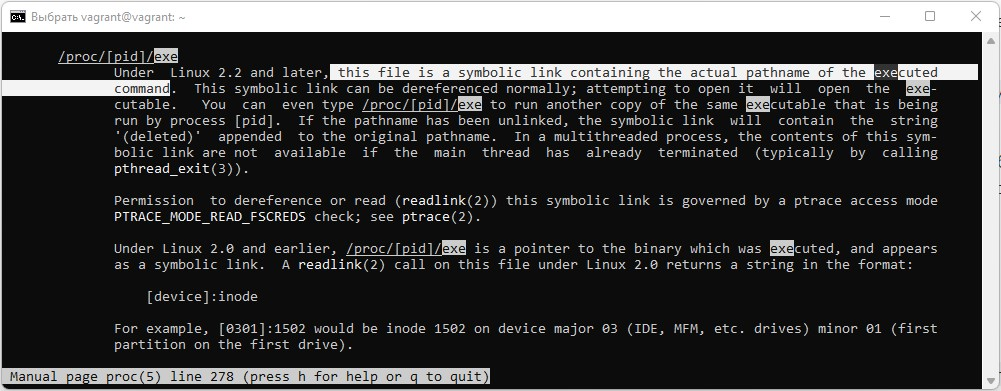 Выбрать vagrant@vagrant: ~
/proc/[pid]/exe
Under Linux 2.2 and later, this file is a symbolic link containing the actual pathname of the executed
command. This symbolic link can be dereferenced normally; attempting to open it will open the exe-
cutable. You can even type /proc/[pid]/exe to run another copy of the same executable that is being
run by process [pid]. If the pathname has been unlinked, the symbolic link will contain the string
'(deleted)' appended to the original pathname. In a multithreaded process, the contents of this sym-
bolic link are not available if the main thread has already terminated (typically by calling
pthread_exit(3)).
Permission to dereference or read (readlink(2)) this symbolic link is governed by a ptrace access mode
PTRACE_MODE_READ_FSCREDS check; see ptrace(2).
Under Linux 2.0 and earlier, /proc/[pid]/exe is a pointer to the binary which was executed, and appears
as a symbolic link. A readlink(2) call on this file under Linux 2.0 returns a string in the format:
[device]:inode
For example, [0301]:1502 would be inode 1502 on device major 03 (IDE, MFM, etc. drives) minor 01 (first
partition on the first drive).
Manual page proc(5) line 278 (press h for help or q to quit)